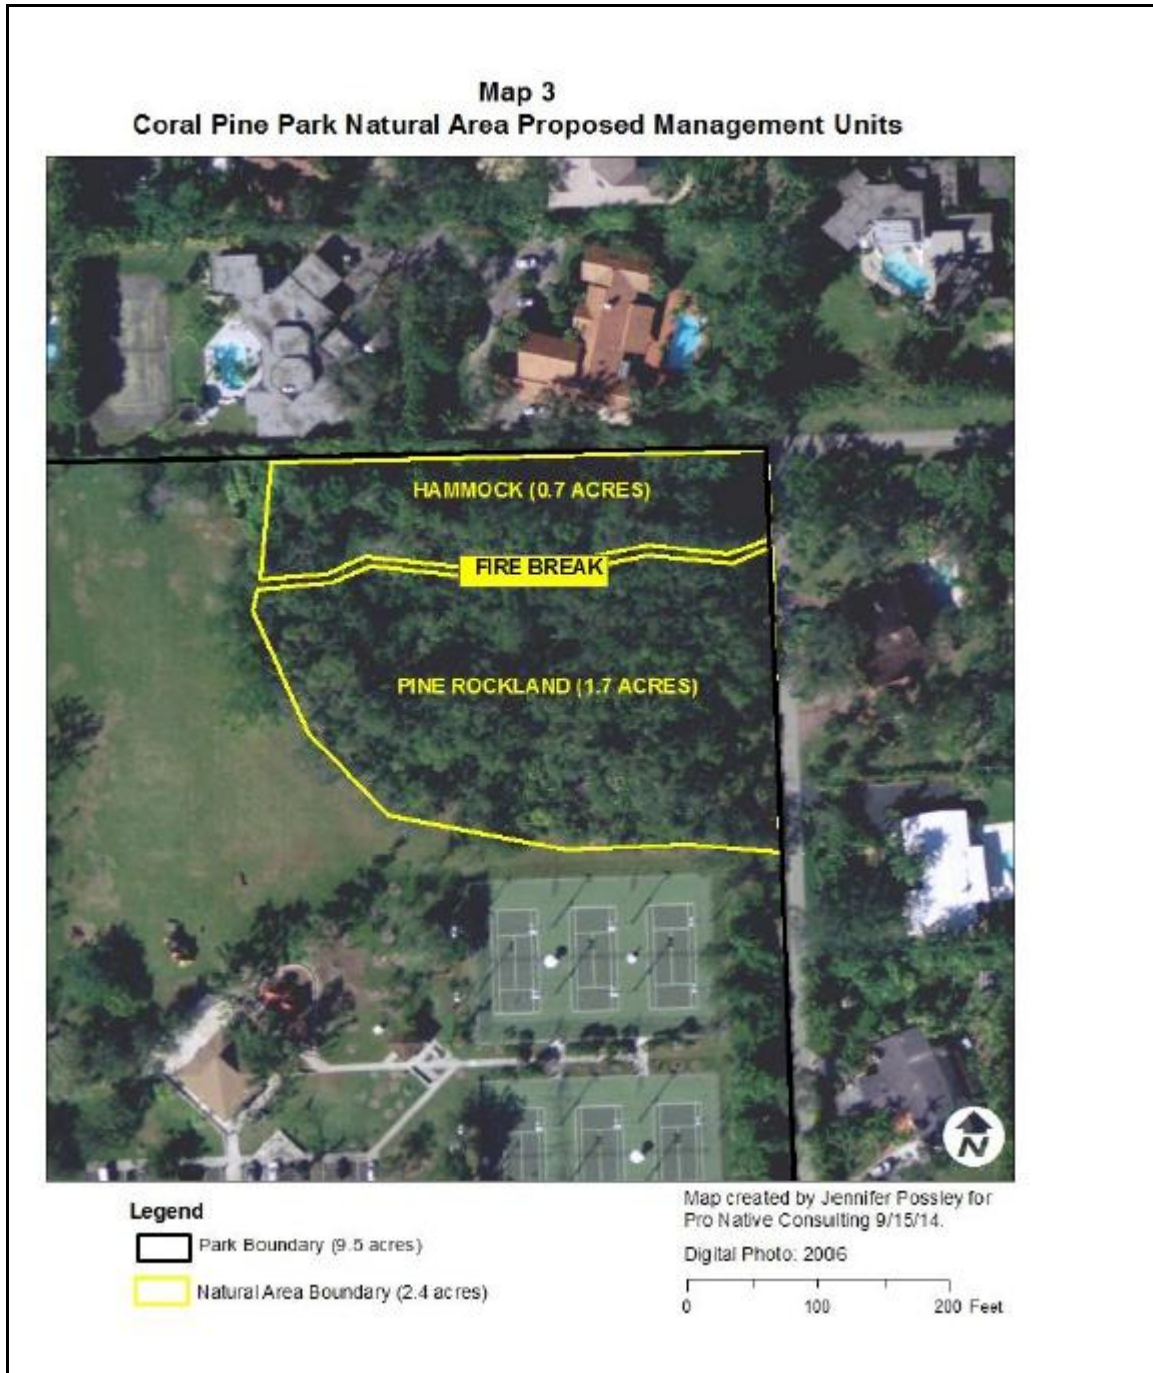 Map 3
Coral Pine Park Natural Area Proposed Management Units
HAMMOCK (0.7 ACRES)
FIRE BREAK
PINE ROCKLAND (1.7 ACRES)
N
Legend
Park Boundary (9.5 acres)
Natural Area Boundary (2.4 acres)
Map created by Jennifer Possley for
Pro Native Consulting 9/15/14.
Digital Photo: 2006
0 100 200 Feet